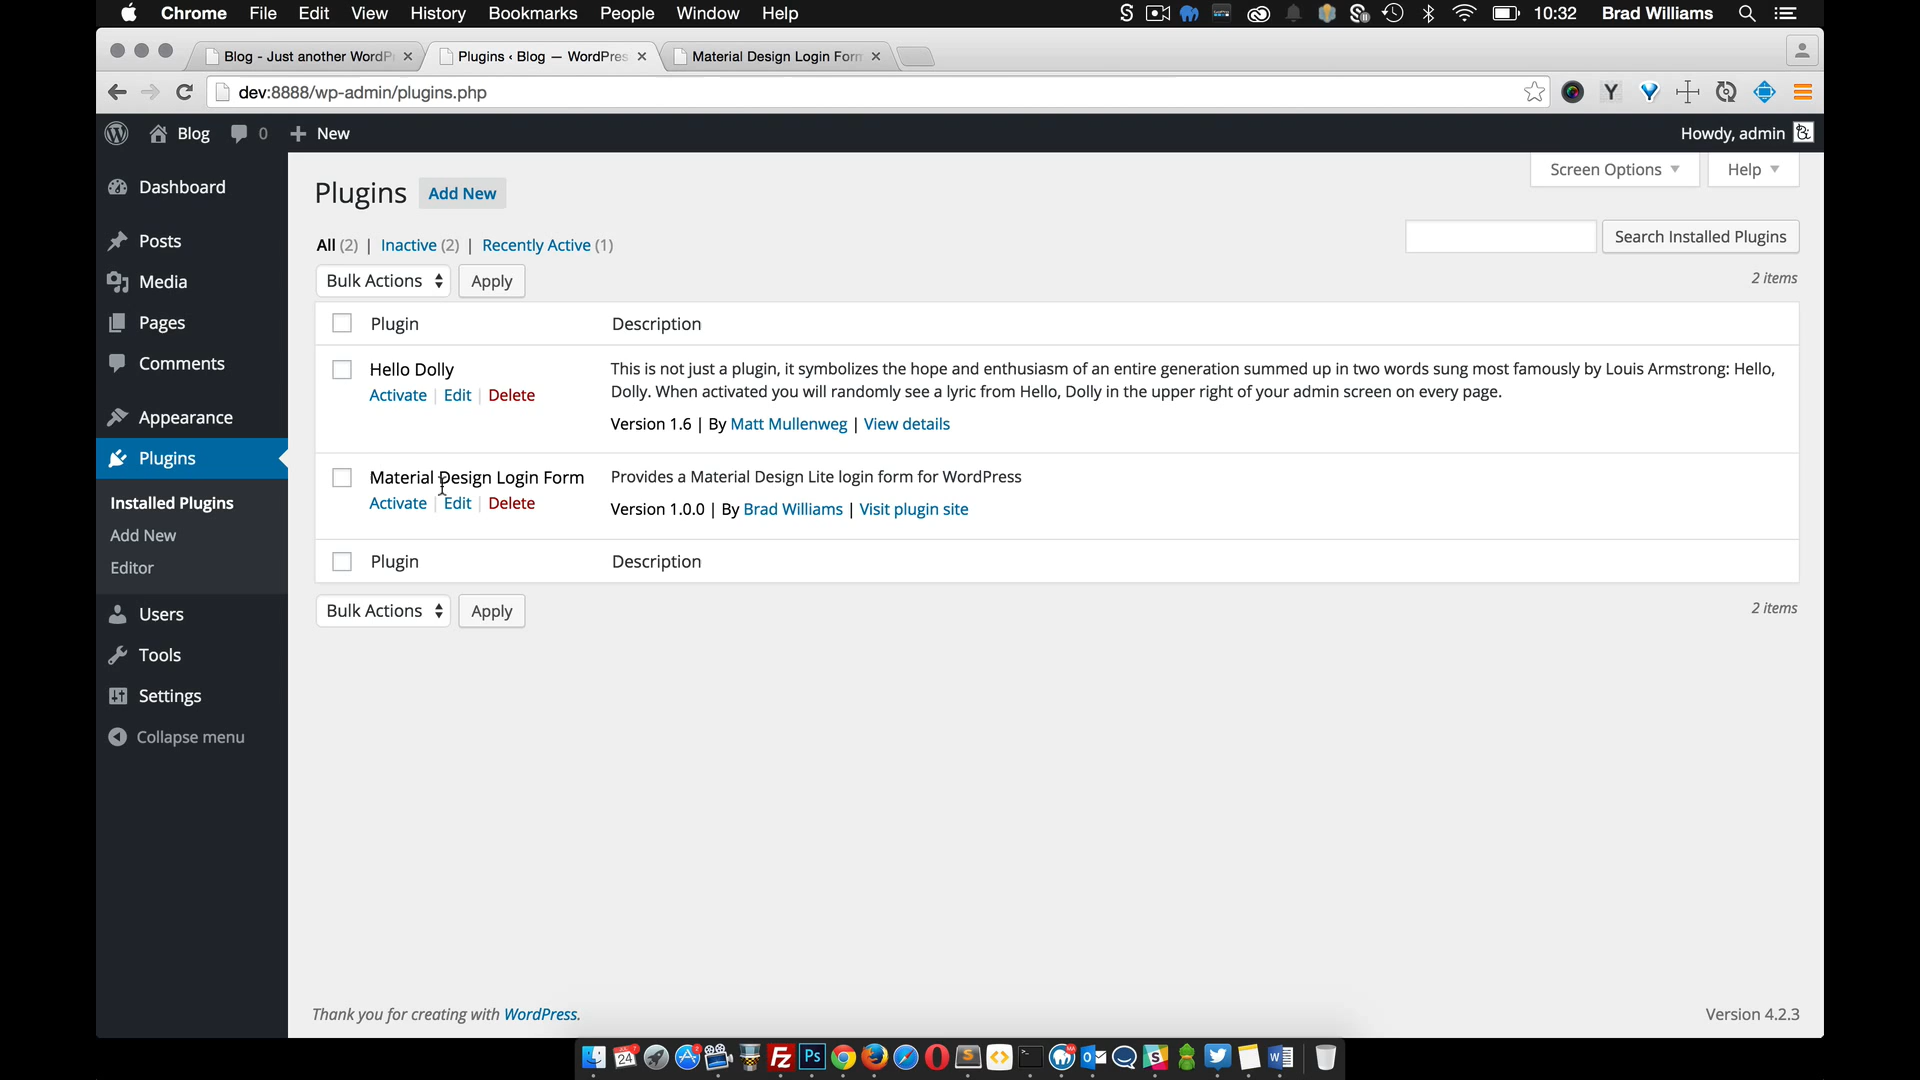 Chrome File Edit View History Bookmarks People Window Help 10:32 Brad Williams
Blog - Just another WordP Plugins ‹ Blog — WordPres Material Design Login Form
dev:8888/wp-admin/plugins.php
Blog 0 New Howdy, admin
Screen Options Help
Dashboard
Posts
Media
Pages
Comments
Appearance
Plugins
Installed Plugins
Add New
Editor
Users
Tools
Settings
Collapse menu
Plugins Add New
All (2) | Inactive (2) | Recently Active (1)
Search Installed Plugins
Bulk Actions Apply
2 items
Plugin Description
Hello Dolly
Activate | Edit | Delete
This is not just a plugin, it symbolizes the hope and enthusiasm of an entire generation summed up in two words sung most famously by Louis Armstrong: Hello,
Dolly. When activated you will randomly see a lyric from Hello, Dolly in the upper right of your admin screen on every page.
Version 1.6 | By Matt Mullenweg | View details
Material Design Login Form
Activate | Edit | Delete
Provides a Material Design Lite login form for WordPress
Version 1.0.0 | By Brad Williams | Visit plugin site
Plugin Description
Bulk Actions Apply
2 items
Thank you for creating with WordPress.
Version 4.2.3